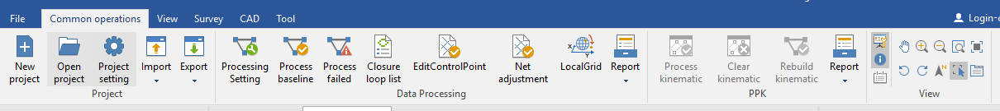 File Common operations View Survey CAD Tool Login-
New project Open project Project setting Import Export Processing Setting Process baseline Process failed Closure loop list EditControlPoint Net adjustment LocalGrid Report Process kinematic Clear kinematic Rebuild kinematic Report
Project Data Processing PPK View